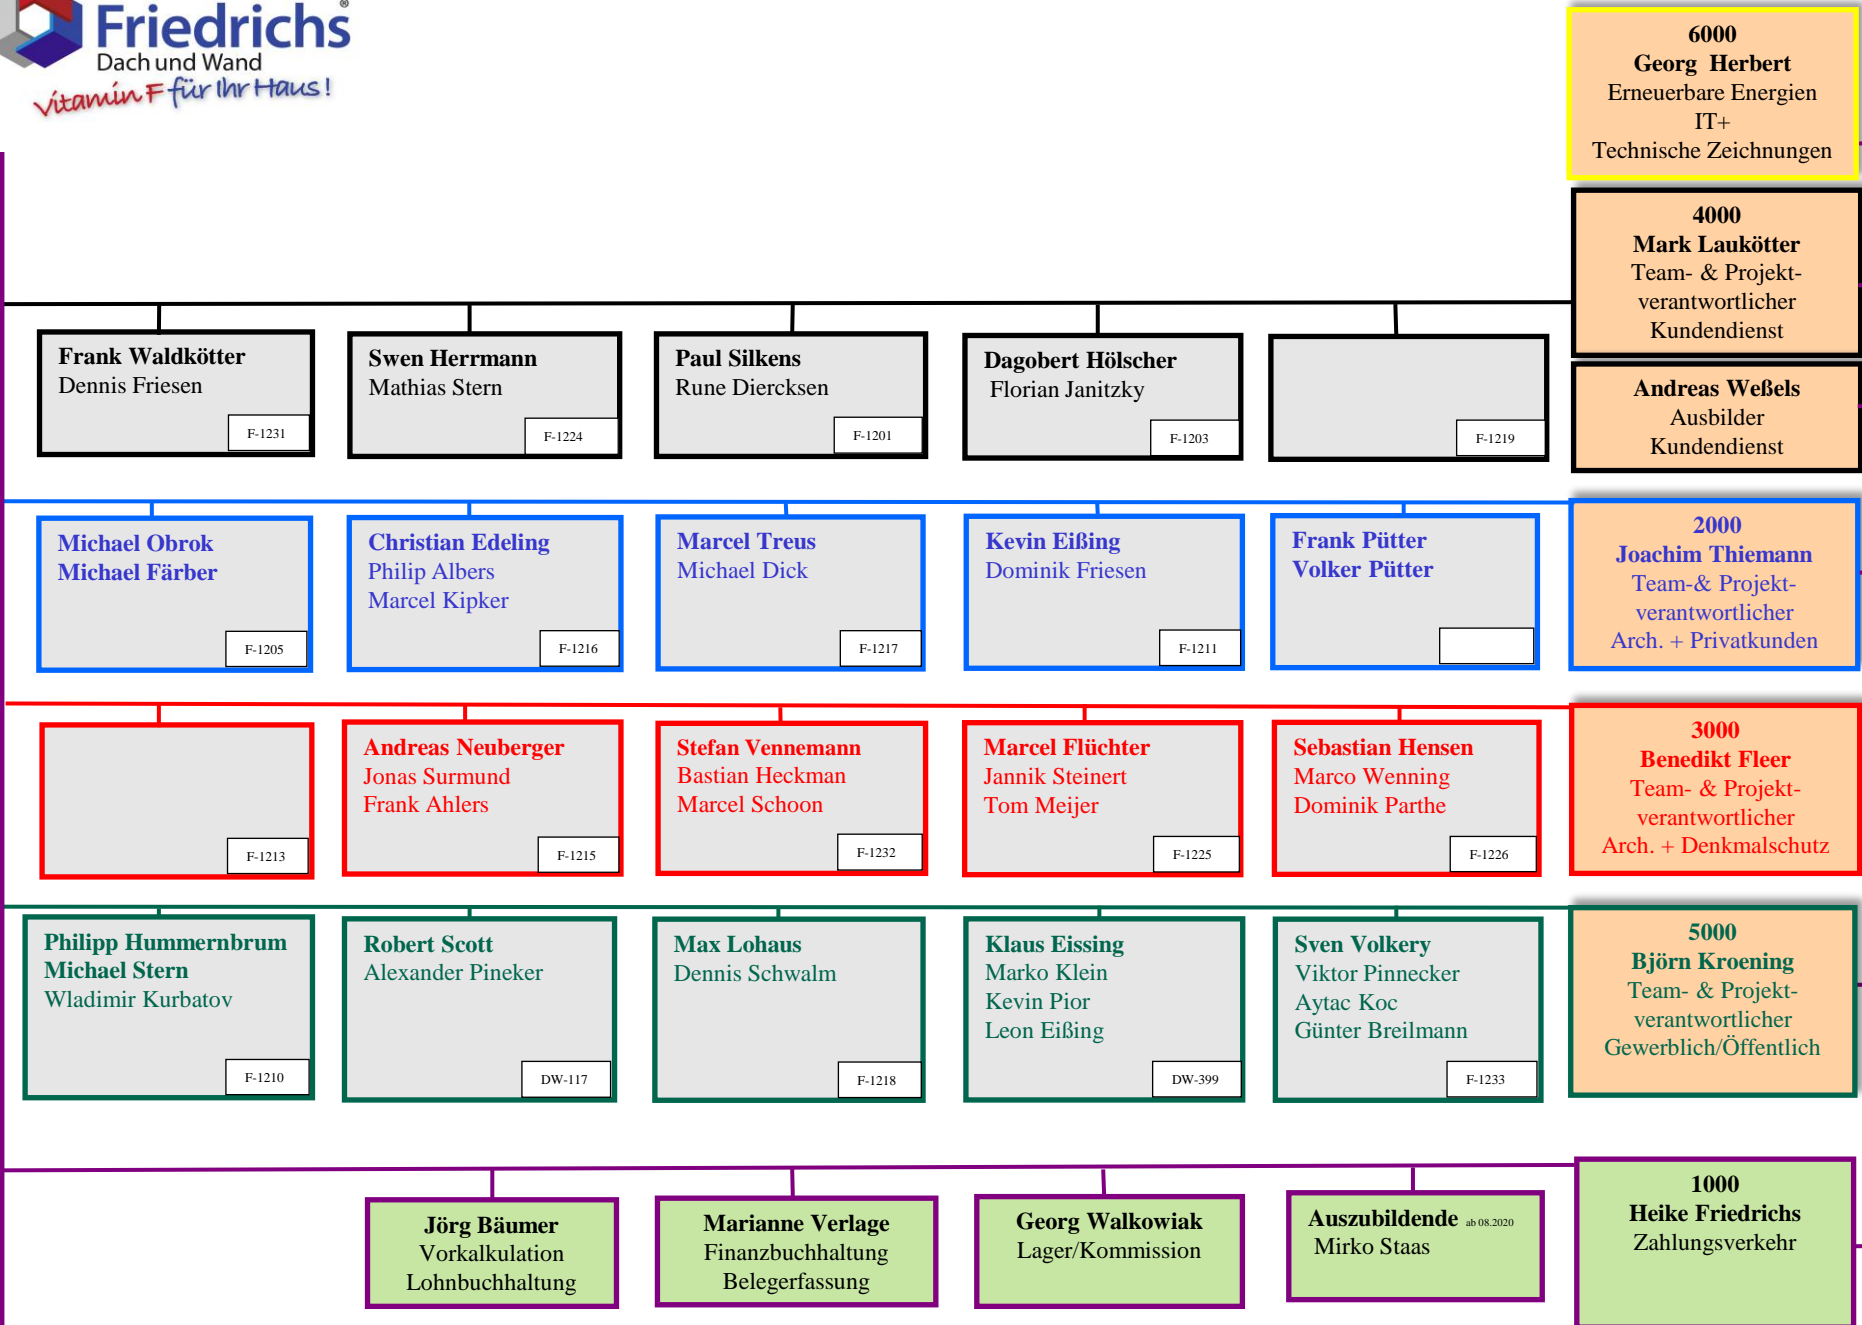 Friedrichs®
Dach und Wand
Vitamin F für Ihr Haus!
6000
Georg Herbert
Erneuerbare Energien
IT+
Technische Zeichnungen
4000
Mark Laukötter
Team- & Projekt-
verantwortlicher
Kundendienst
Frank Waldkötter
Dennis Friesen
F-1231
Swen Herrmann
Mathias Stern
F-1224
Paul Silkens
Rune Diercksen
F-1201
Dagobert Hölscher
Florian Janitzky
F-1203
F-1219
Andreas Weßels
Ausbilder
Kundendienst
Michael Obrok
Michael Färber
F-1205
Christian Edeling
Philip Albers
Marcel Kipker
F-1216
Marcel Treus
Michael Dick
F-1217
Kevin Eißing
Dominik Friesen
F-1211
Frank Pütter
Volker Pütter
2000
Joachim Thiemann
Team-& Projekt-
verantwortlicher
Arch. + Privatkunden
F-1213
Andreas Neuberger
Jonas Surmund
Frank Ahlers
F-1215
Stefan Vennemann
Bastian Heckman
Marcel Schoon
F-1232
Marcel Flüchter
Jannik Steinert
Tom Meijer
F-1225
Sebastian Hensen
Marco Wenning
Dominik Parthe
F-1226
3000
Benedikt Fleer
Team- & Projekt-
verantwortlicher
Arch. + Denkmalschutz
Philipp Hummernbrum
Michael Stern
Wladimir Kurbatov
F-1210
Robert Scott
Alexander Pineker
DW-117
Max Lohaus
Dennis Schwalm
F-1218
Klaus Eissing
Marko Klein
Kevin Pior
Leon Eißing
DW-399
Sven Volkery
Viktor Pinnecker
Aytac Koc
Günter Breilmann
F-1233
5000
Björn Kroening
Team- & Projekt-
verantwortlicher
Gewerblich/Öffentlich
Jörg Bäumer
Vorkalkulation
Lohnbuchhaltung
Marianne Verlage
Finanzbuchhaltung
Belegerfassung
Georg Walkowiak
Lager/Kommission
Auszubildende ab 08.2020
Mirko Staas
1000
Heike Friedrichs
Zahlungsverkehr